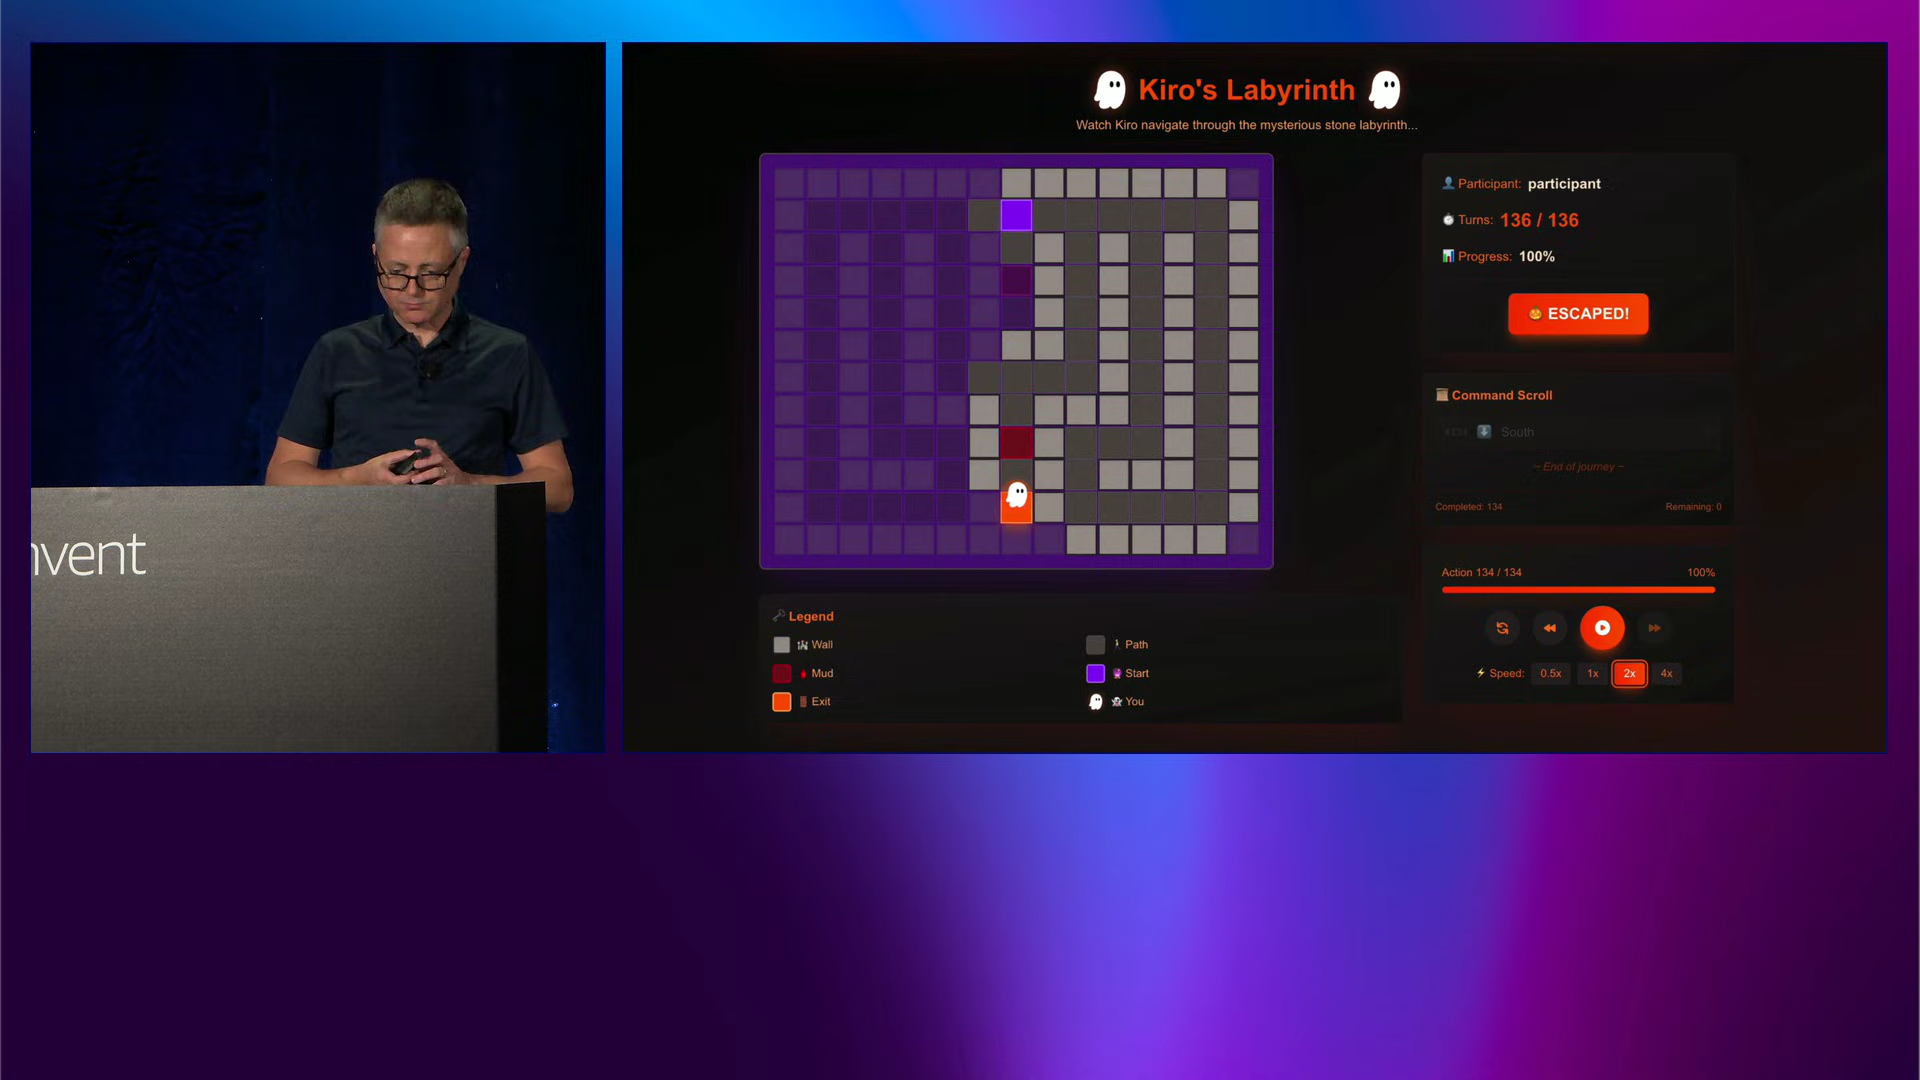 nvent
Kiro's Labyrinth
Watch Kiro navigate through the mysterious stone labyrinth...
Participant: participant
Turns: 136 / 136
Progress: 100%
ESCAPED!
Command Scroll
South
~ End of journey ~
Completed: 134
Remaining: 0
Action 134 / 134
100%
Speed:
0.5x
1x
2x
4x
Legend
Wall
Path
Mud
Start
Exit
You